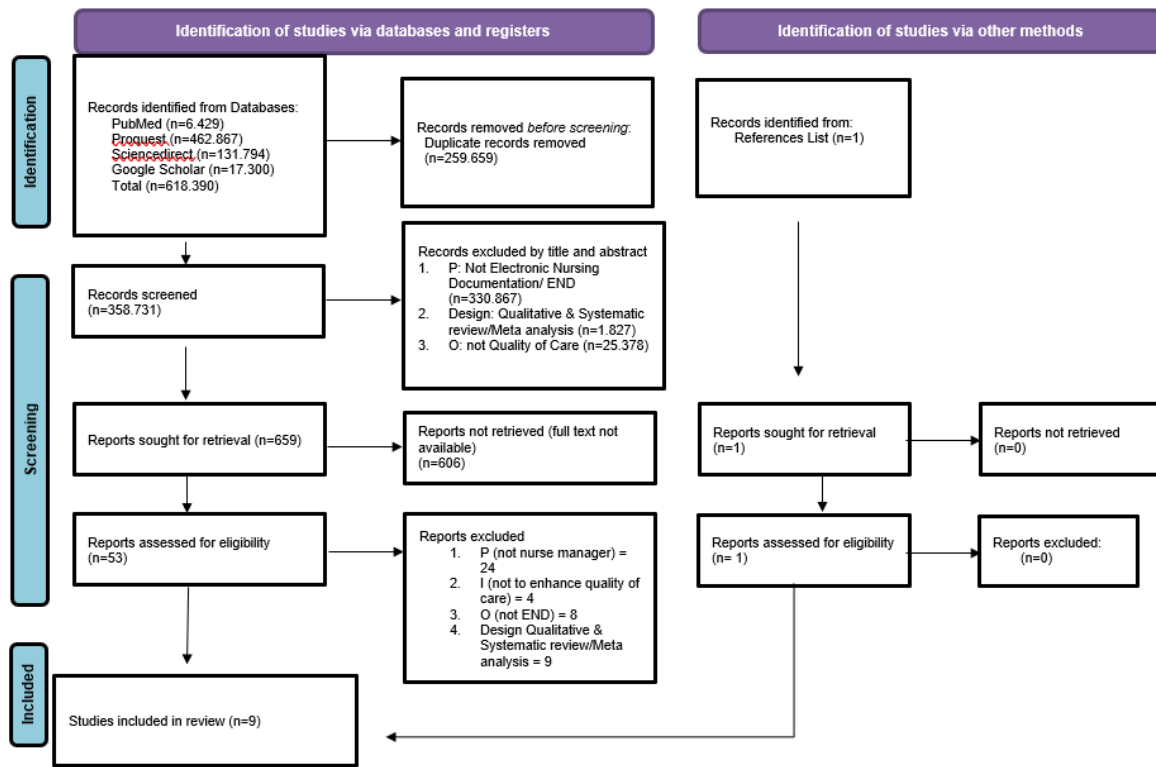 Identification of studies via databases and registers
Identification of studies via other methods
Identification
Records identified from Databases:
PubMed (n=6.429)
Proquest (n=462.867)
Sciencedirect (n=131.794)
Google Scholar (n=17.300)
Total (n=618.390)
Records removed before screening:
Duplicate records removed
(n=259.659)
Records identified from:
References List (n=1)
Screening
Records screened
(n=358.731)
Records excluded by title and abstract
1. P: Not Electronic Nursing
Documentation/ END
(n=330.867)
2. Design: Qualitative & Systematic
review/Meta analysis (n=1.827)
3. O: not Quality of Care (n=25.378)
Reports sought for retrieval (n=659)
Reports not retrieved (full text not
available)
(n=606)
Reports sought for retrieval
(n=1)
Reports not retrieved
(n=0)
Reports assessed for eligibility
(n=53)
Reports excluded
1. P (not nurse manager) =
24
2. I (not to enhance quality of
care) = 4
3. O (not END) = 8
4. Design Qualitative &
Systematic review/Meta
analysis = 9
Reports assessed for eligibility
(n= 1)
Reports excluded:
(n=0)
Included
Studies included in review (n=9)